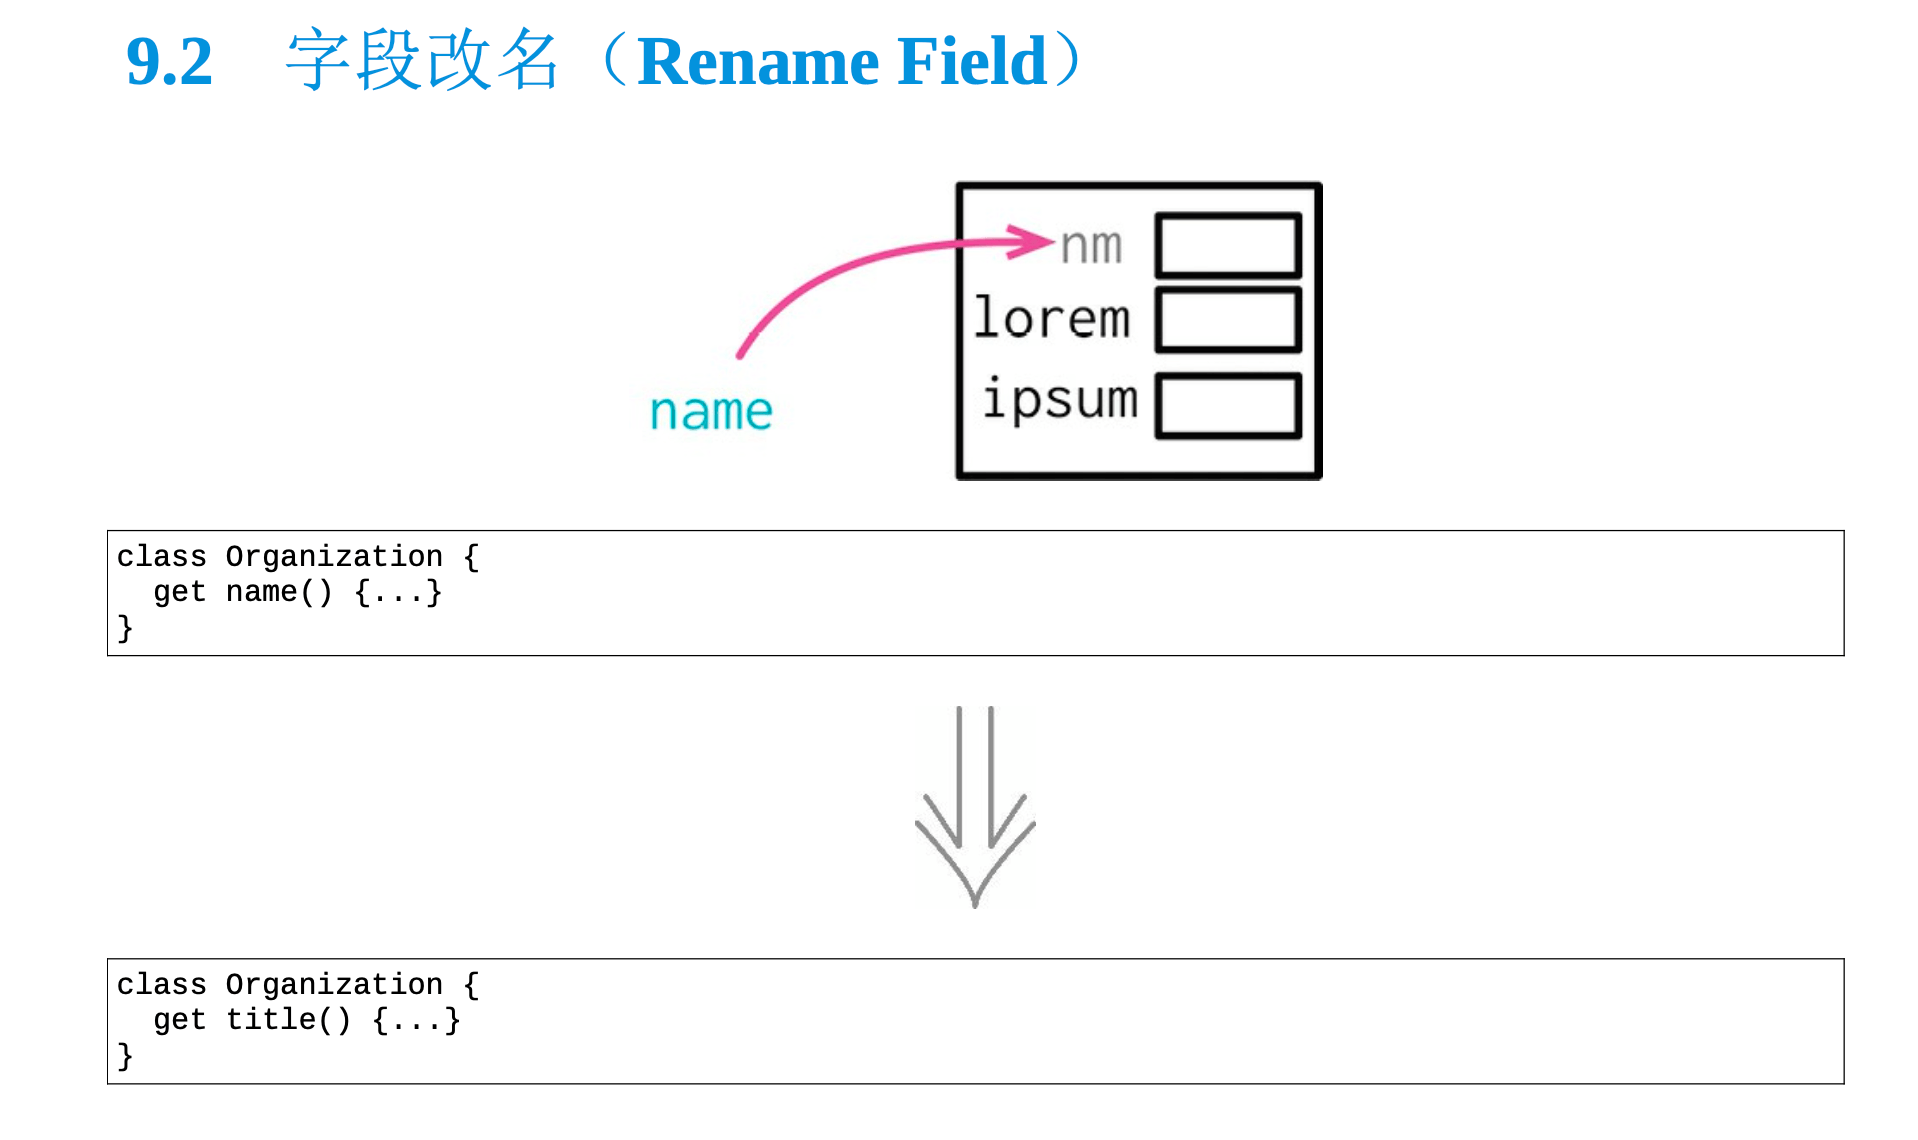 9.2 字段改名（Rename Field）
nm
lorem
ipsum
name
class Organization {
  get name() {...}
}
class Organization {
  get title() {...}
}